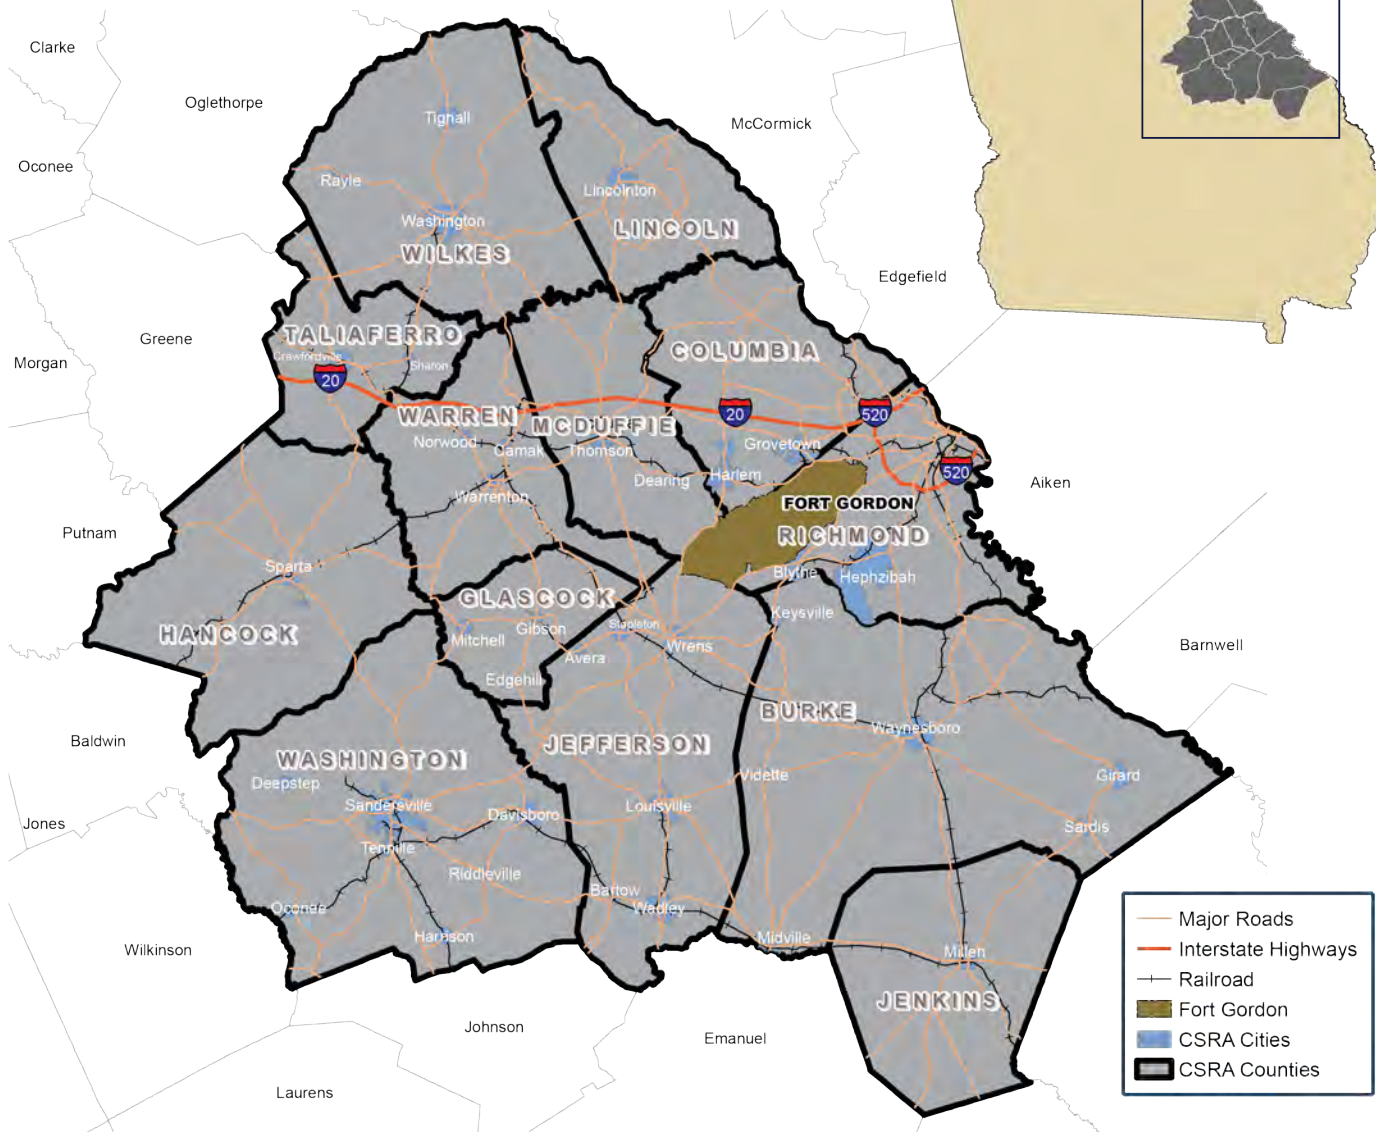 Clarke
Oglethorpe
McCormick
Tignall
Oconee
Rayle
Lincolnton
Washington
LINCOLN
WILKES
Edgefield
Greene
TALIAFERRO
Morgan
Crawfordville
Sharon
COLUMBIA
20
20
520
WARREN
MCDUFFIE
Norwood
Camak
Thomson
Grovetown
520
Dearing
Harlem
Aiken
Warrenton
FORT GORDON
Putnam
RICHMOND
Sparta
Blythe
Hephzibah
GLASCOCK
Keysville
HANCOCK
Mitchell
Gibson
Stapleton
Wrens
Barnwell
Avera
Edgehill
BURKE
Waynesboro
Baldwin
JEFFERSON
WASHINGTON
Deepstep
Vidette
Girard
Sandersville
Louisville
Davisboro
Jones
Sardis
Tennille
Riddleville
Bartow
Oconee
Wadley
Harrison
Midville
Millen
Wilkinson
JENKINS
Johnson
Emanuel
Laurens
Major Roads
Interstate Highways
Railroad
Fort Gordon
CSRA Cities
CSRA Counties